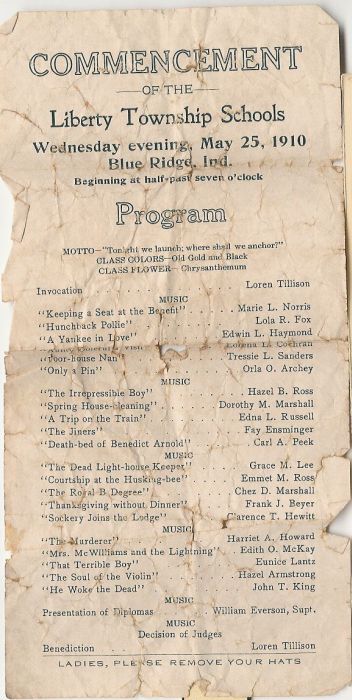 COMMENCEMENT
OF THE
Liberty Township Schools
Wednesday evening, May 25, 1910
Blue Ridge, Ind.
Beginning at half-past seven o'clock
Program
MOTTO—"Tonight we launch; where shall we anchor?"
CLASS COLORS—Old Gold and Black
CLASS FLOWER—Chrysanthemum
Invocation . . . . . . . . . Loren Tillison
MUSIC
"Keeping a Seat at the Benefit" . . . Marie L. Norris
"Hunchback Pollie" . . . . . . . Lola R. Fox
"A Yankee in Love" . . . . . Edwin L. Haymond
Lorena L. Cochran
"Poor-house Nan" . . . . . Tressie L. Sanders
"Only a Pin" . . . . . . . Orla O. Archey
MUSIC
"The Irrepressible Boy" . . . . . Hazel B. Ross
"Spring House-cleaning" . . . Dorothy M. Marshall
"A Trip on the Train" . . . . . Edna L. Russell
"The Jiners" . . . . . . . Fay Ensminger
"Death-bed of Benedict Arnold" . . . Carl A. Peek
MUSIC
"The Dead Light-house Keeper" . . . Grace M. Lee
"Courtship at the Husking-bee" . . Emmet M. Ross
"The Royal B Degree" . . . . Chez D. Marshall
"Thanksgiving without Dinner" . . Frank J. Beyer
"Sockery Joins the Lodge" . . Clarence T. Hewitt
MUSIC
"The Murderer" . . . . . Harriet A. Howard
"Mrs. McWilliams and the Lightning" . Edith O. McKay
"That Terrible Boy" . . . . . Eunice Lantz
"The Soul of the Violin" . . . Hazel Armstrong
"He Woke the Dead" . . . . . John T. King
MUSIC
Presentation of Diplomas . . William Everson, Supt.
MUSIC
Decision of Judges
Benediction . . . . . . . . Loren Tillison
LADIES, PLEASE REMOVE YOUR HATS